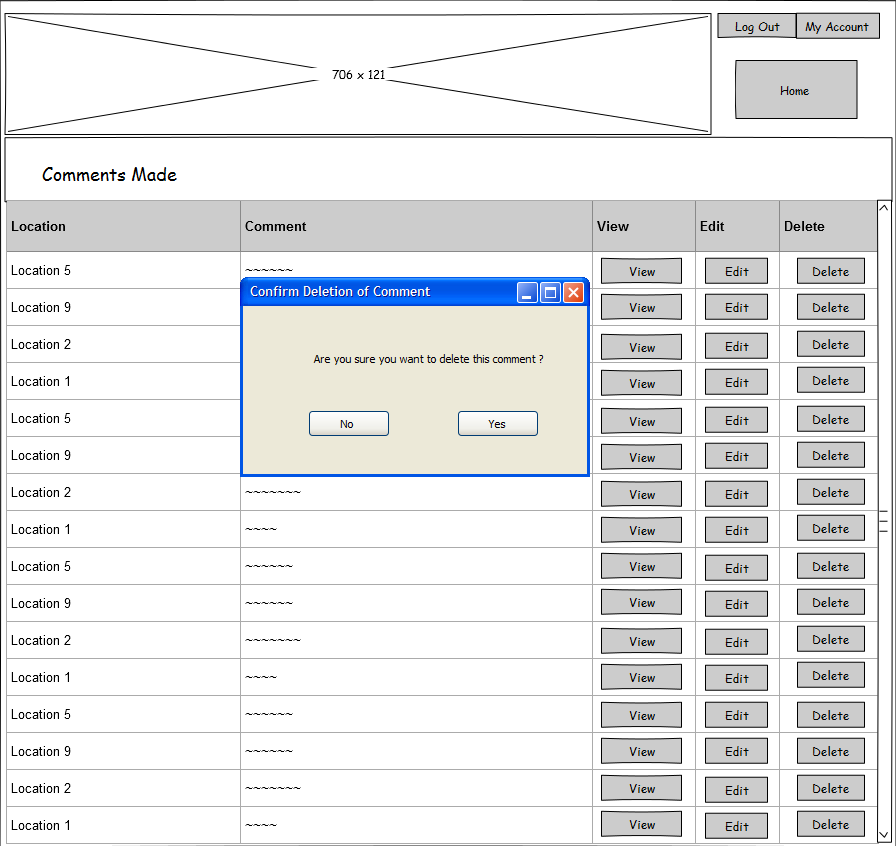 706 x 121
Log Out My Account
Home
Comments Made
Location Comment View Edit Delete
Location 5 ~~~~~~ View Edit Delete
Confirm Deletion of Comment
Location 9 View Edit Delete
Location 2 View Edit Delete
Are you sure you want to delete this comment ?
Location 1 View Edit Delete
Location 5 View Edit Delete
No Yes
Location 9 View Edit Delete
Location 2 ~~~~~~~ View Edit Delete
Location 1 ~~~~ View Edit Delete
Location 5 ~~~~~~ View Edit Delete
Location 9 ~~~~~~ View Edit Delete
Location 2 ~~~~~~~ View Edit Delete
Location 1 ~~~~ View Edit Delete
Location 5 ~~~~~~ View Edit Delete
Location 9 ~~~~~~ View Edit Delete
Location 2 ~~~~~~~ View Edit Delete
Location 1 ~~~~ View Edit Delete